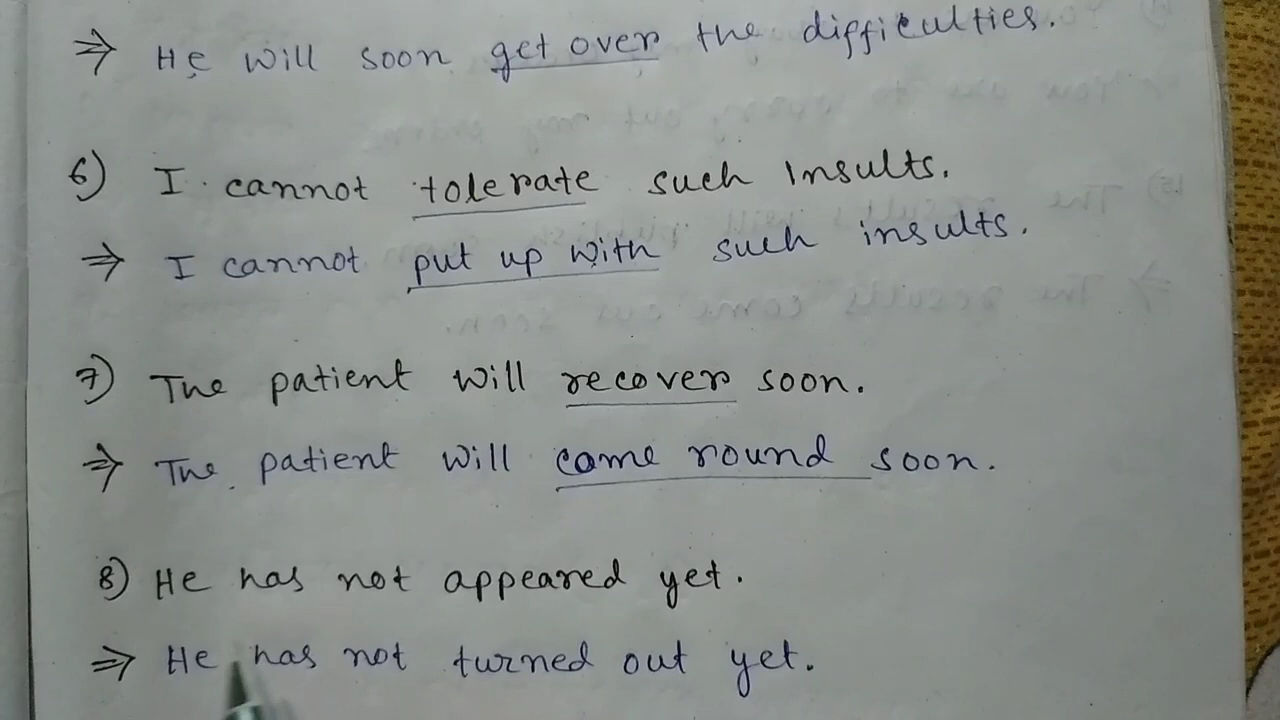 ⇒ He will soon get over the difficulties.
6) I cannot tolerate such insults.
⇒ I cannot put up with such insults.
7) The patient will recover soon.
⇒ The patient will come round soon.
8) He has not appeared yet.
⇒ He has not turned out yet.